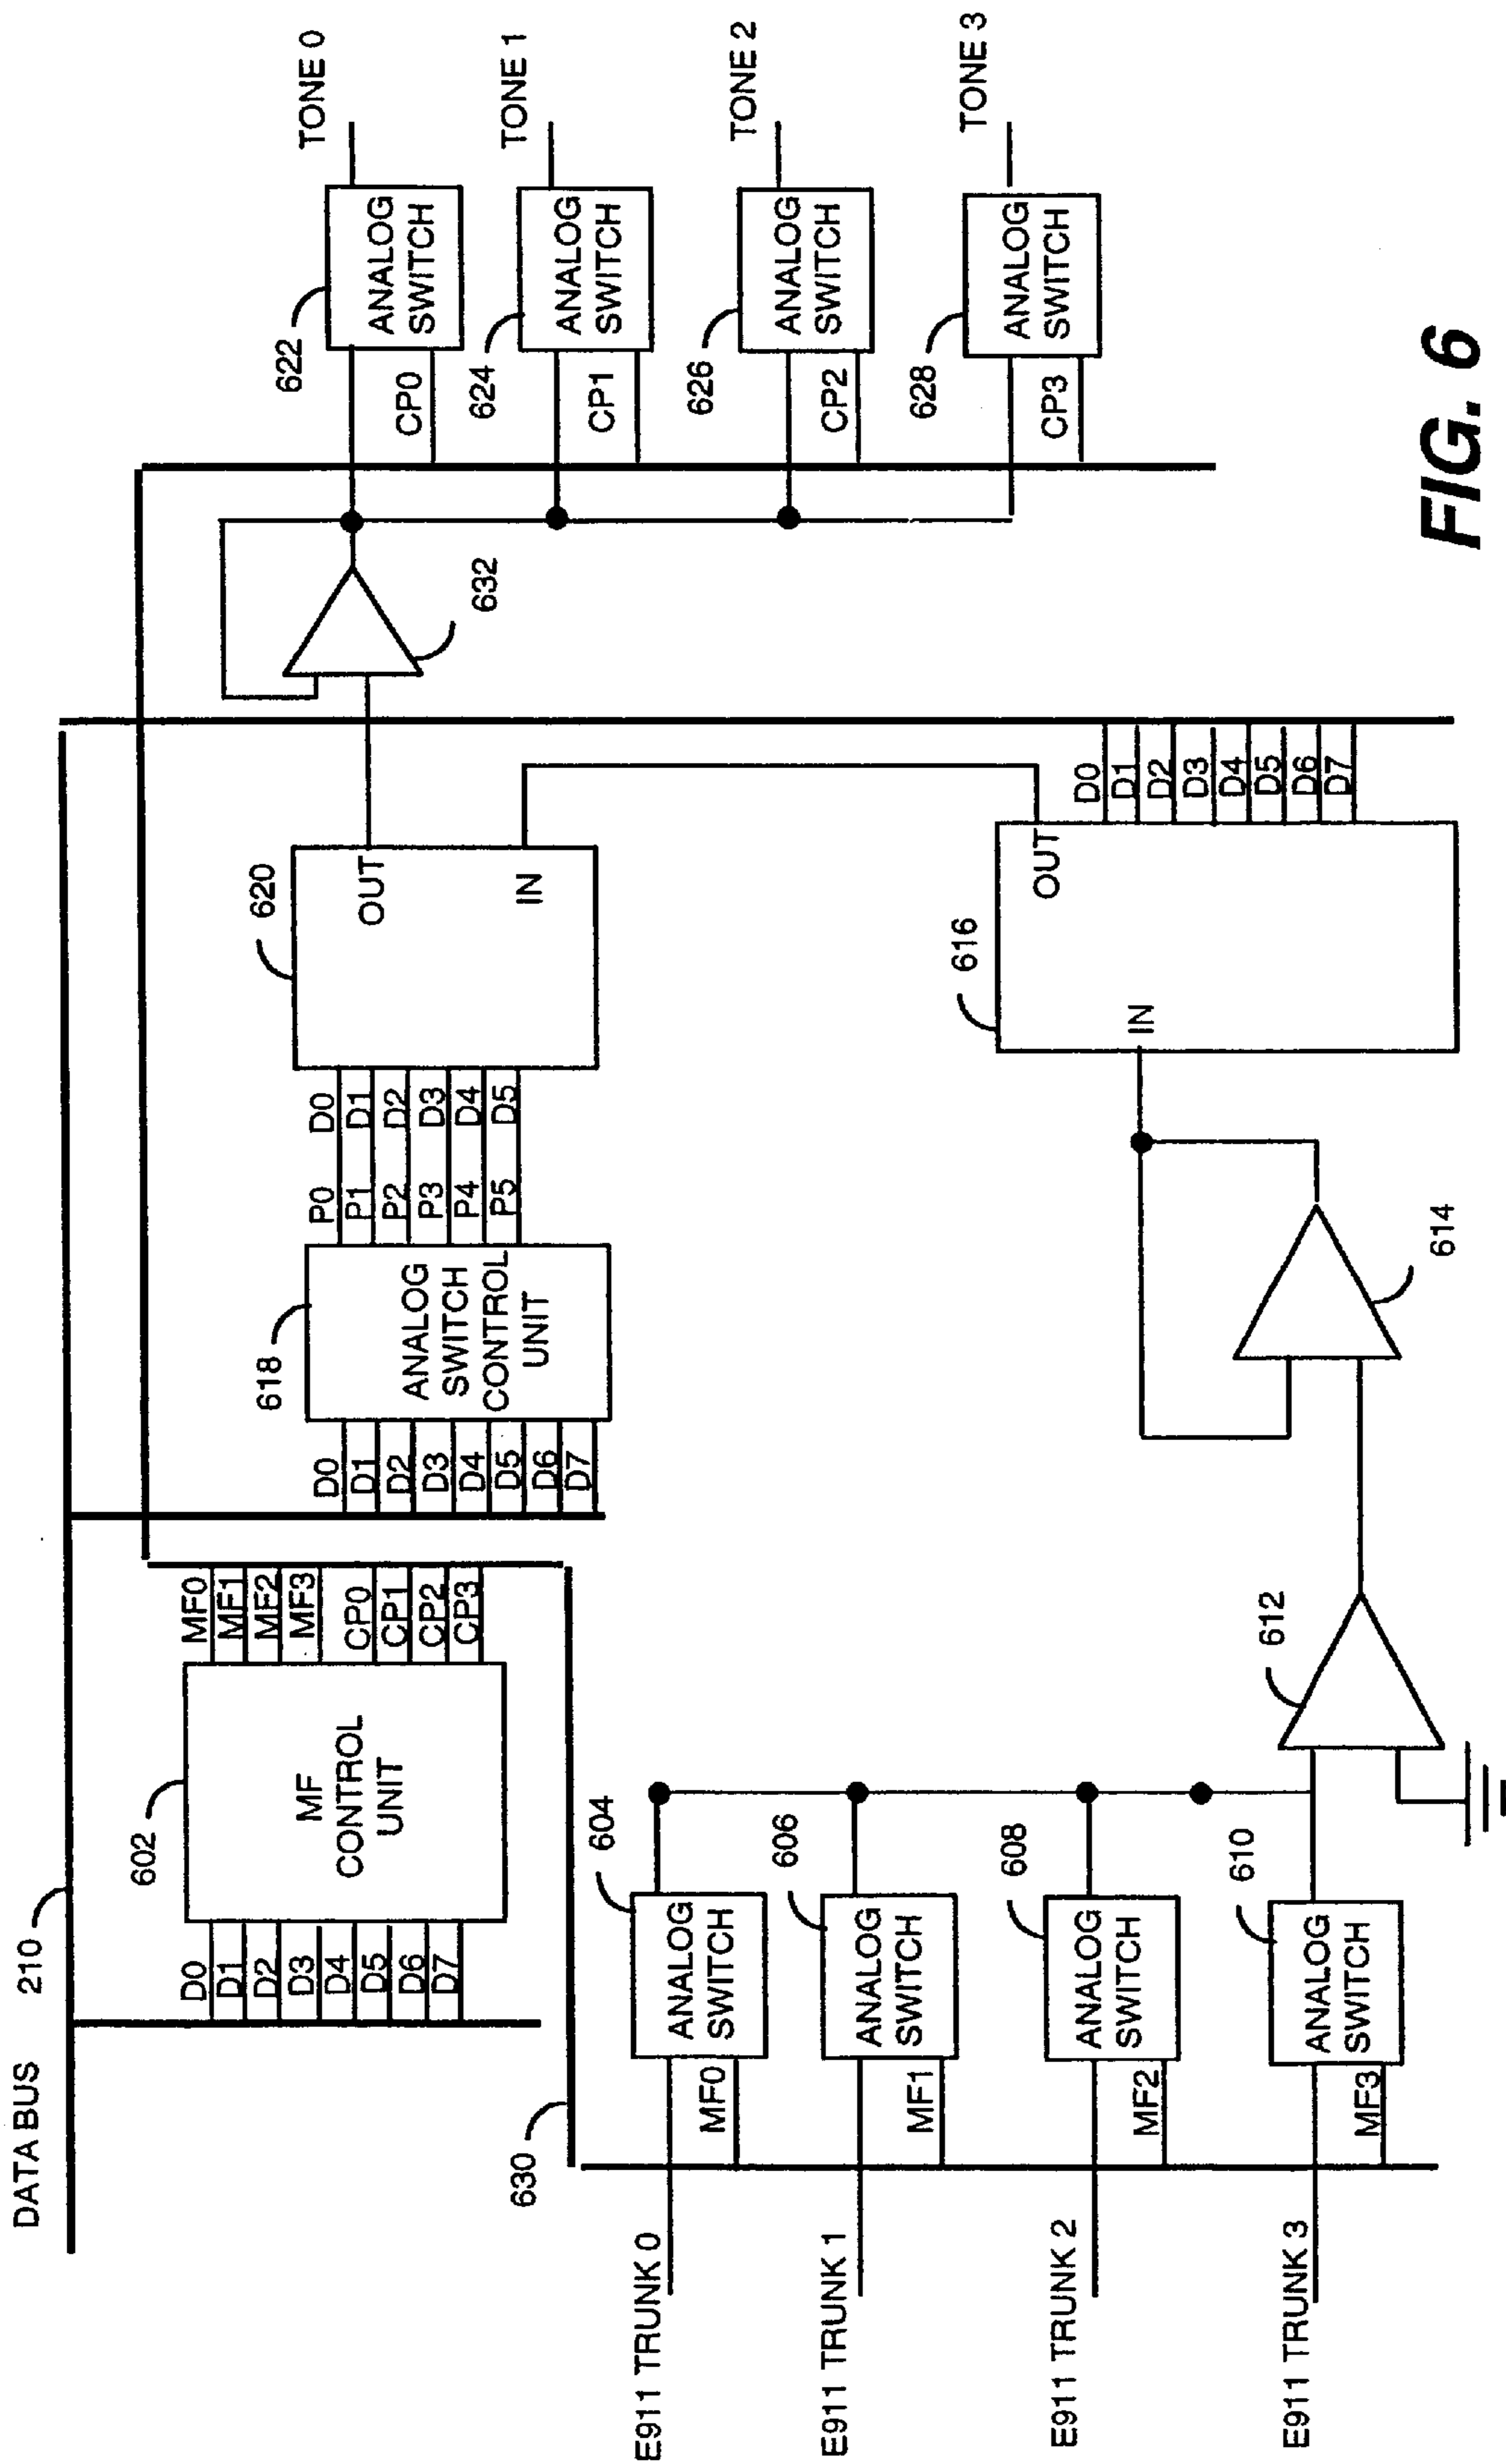 DATA BUS 210
602
MF
CONTROL
UNIT
D0
D1
D2
D3
D4
D5
D6
D7
MF0
MF1
MF2
MF3
CP0
CP1
CP2
CP3
618
ANALOG
SWITCH
CONTROL
UNIT
D0
D1
D2
D3
D4
D5
D6
D7
P0
P1
P2
P3
P4
P5
D0
D1
D2
D3
D4
D5
620
OUT
IN
632
622
ANALOG
SWITCH
CP0
TONE 0
624
ANALOG
SWITCH
CP1
TONE 1
626
ANALOG
SWITCH
CP2
TONE 2
628
ANALOG
SWITCH
CP3
TONE 3
630
E911 TRUNK 0
MF0
604
ANALOG
SWITCH
E911 TRUNK 1
MF1
606
ANALOG
SWITCH
E911 TRUNK 2
MF2
608
ANALOG
SWITCH
E911 TRUNK 3
MF3
610
ANALOG
SWITCH
612
614
616
IN
OUT
D0
D1
D2
D3
D4
D5
D6
D7
FIG. 6